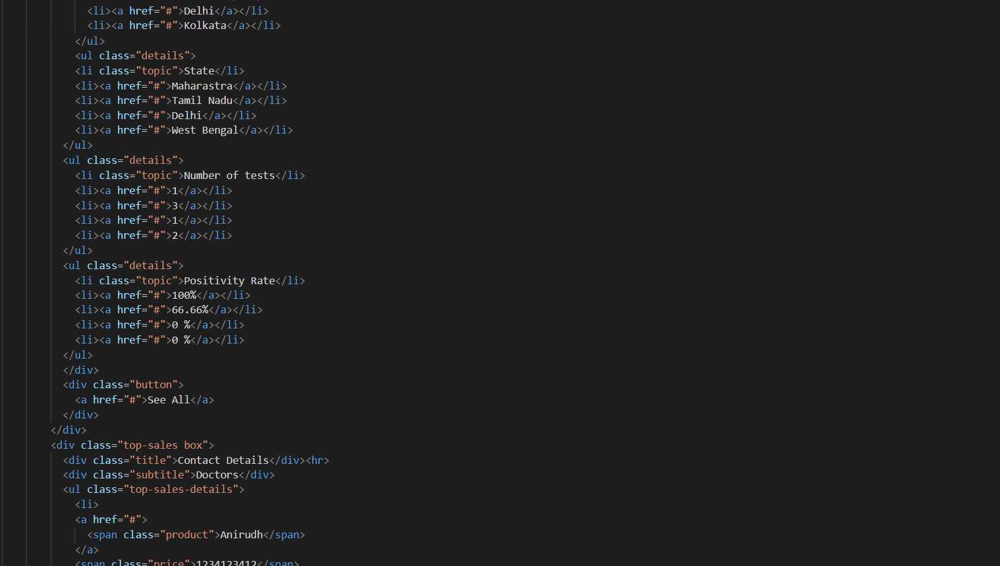 <li><a href="#">Delhi</a></li>
<li><a href="#">Kolkata</a></li>
</ul>
<ul class="details">
<li class="topic">State</li>
<li><a href="#">Maharastra</a></li>
<li><a href="#">Tamil Nadu</a></li>
<li><a href="#">Delhi</a></li>
<li><a href="#">West Bengal</a></li>
</ul>
<ul class="details">
<li class="topic">Number of tests</li>
<li><a href="#">1</a></li>
<li><a href="#">3</a></li>
<li><a href="#">1</a></li>
<li><a href="#">2</a></li>
</ul>
<ul class="details">
<li class="topic">Positivity Rate</li>
<li><a href="#">100%</a></li>
<li><a href="#">66.66%</a></li>
<li><a href="#">0 %</a></li>
<li><a href="#">0 %</a></li>
</ul>
</div>
<div class="button">
<a href="#">See All</a>
</div>
</div>
<div class="top-sales box">
<div class="title">Contact Details</div><hr>
<div class="subtitle">Doctors</div>
<ul class="top-sales-details">
<li>
<a href="#">
<span class="product">Anirudh</span>
</a>
<span class="price">1234123412</span>